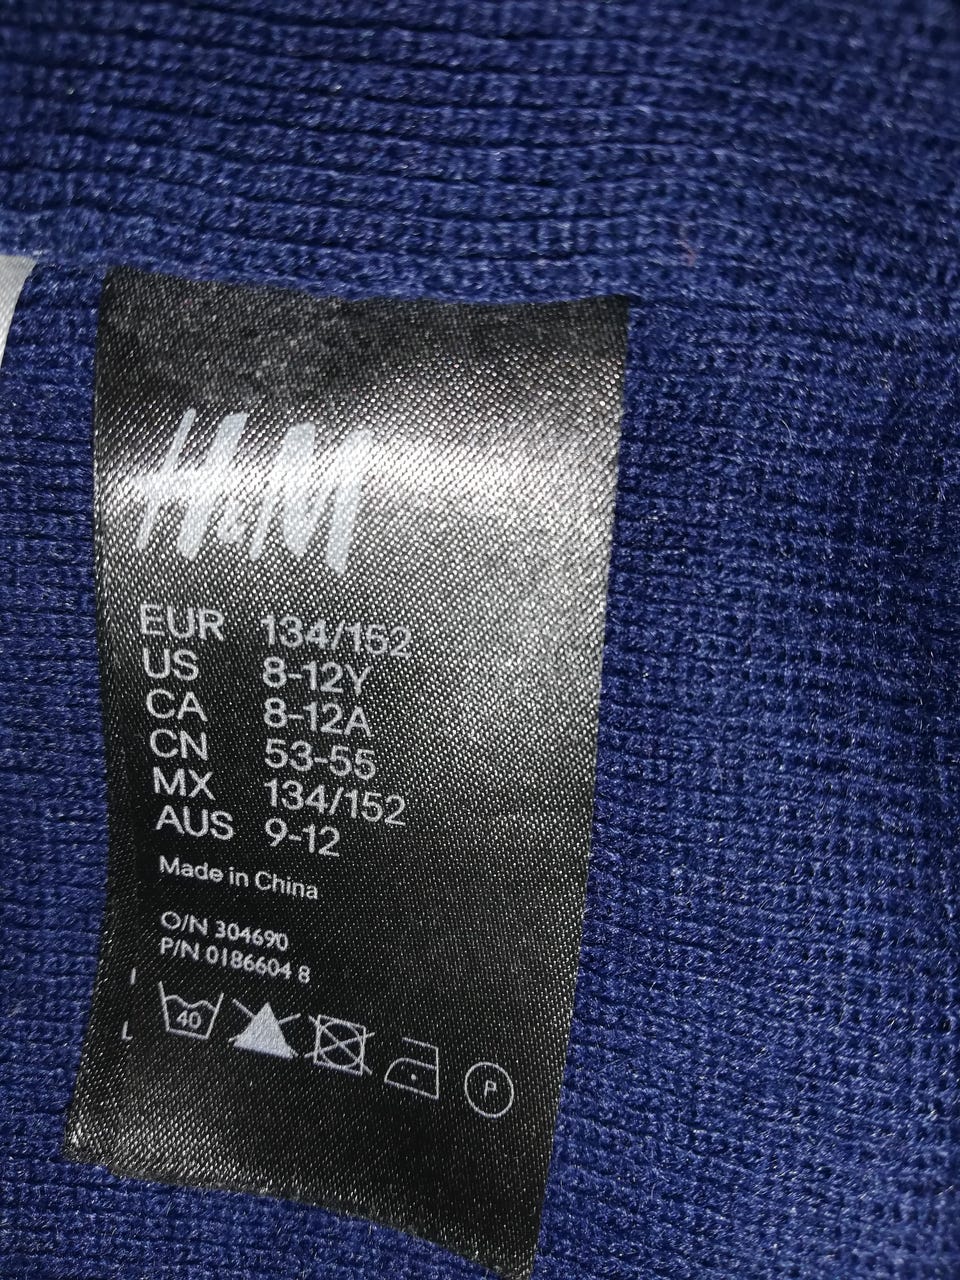 H&M
EUR 134/152
US 8-12Y
CA 8-12A
CN 53-55
MX 134/152
AUS 9-12
Made in China
O/N 304690
P/N 0186604 8
40 P